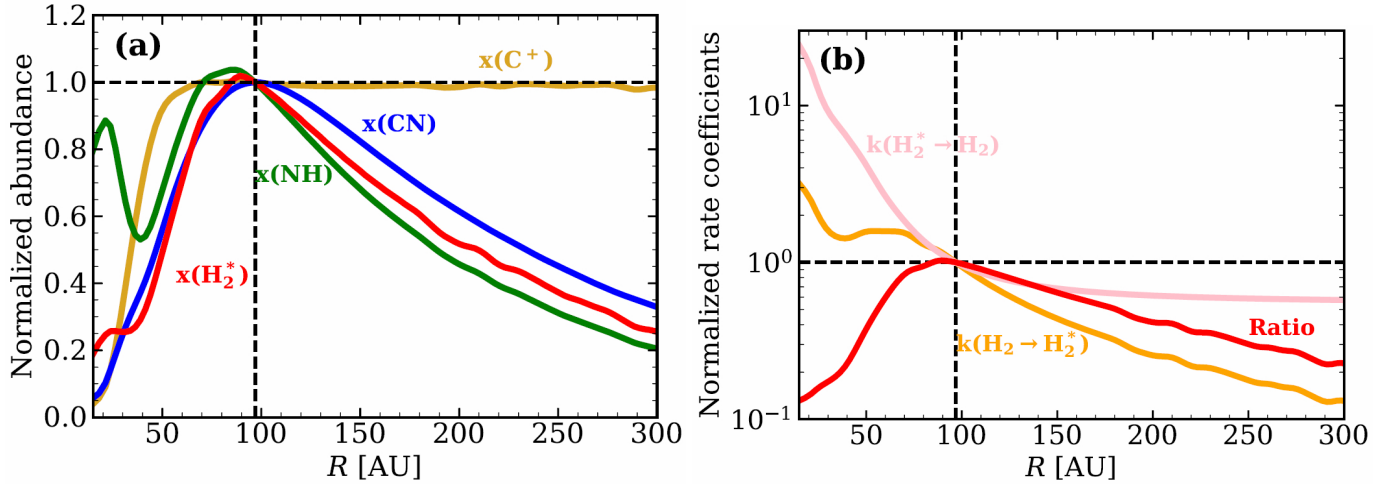 (a)
1.2
1.0
0.8
0.6
0.4
0.2
0.0
Normalized abundance
x(C⁺)
x(CN)
x(NH)
x(H₂*)
50 100 150 200 250 300
R [AU]
(b)
10¹
10⁰
10⁻¹
Normalized rate coefficients
k(H₂* → H₂)
Ratio
k(H₂ → H₂*)
50 100 150 200 250 300
R [AU]